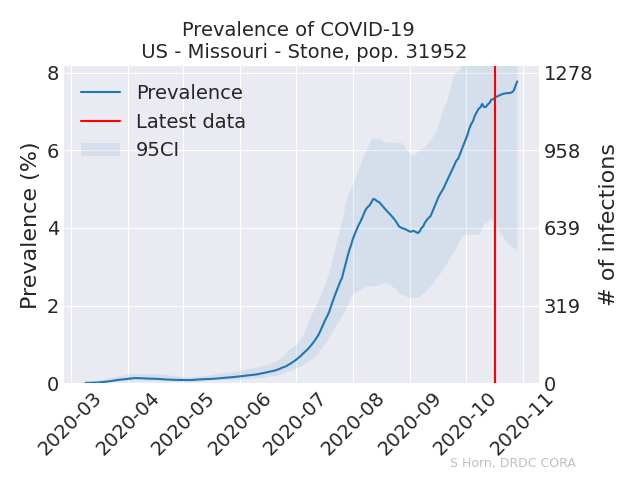 Prevalence of COVID-19
US - Missouri - Stone, pop. 31952
Prevalence (%)
8
6
4
2
0
Prevalence
Latest data
95CI
1278
958
639
319
0
# of infections
2020-03
2020-04
2020-05
2020-06
2020-07
2020-08
2020-09
2020-10
2020-11
S Horn, DRDC CORA